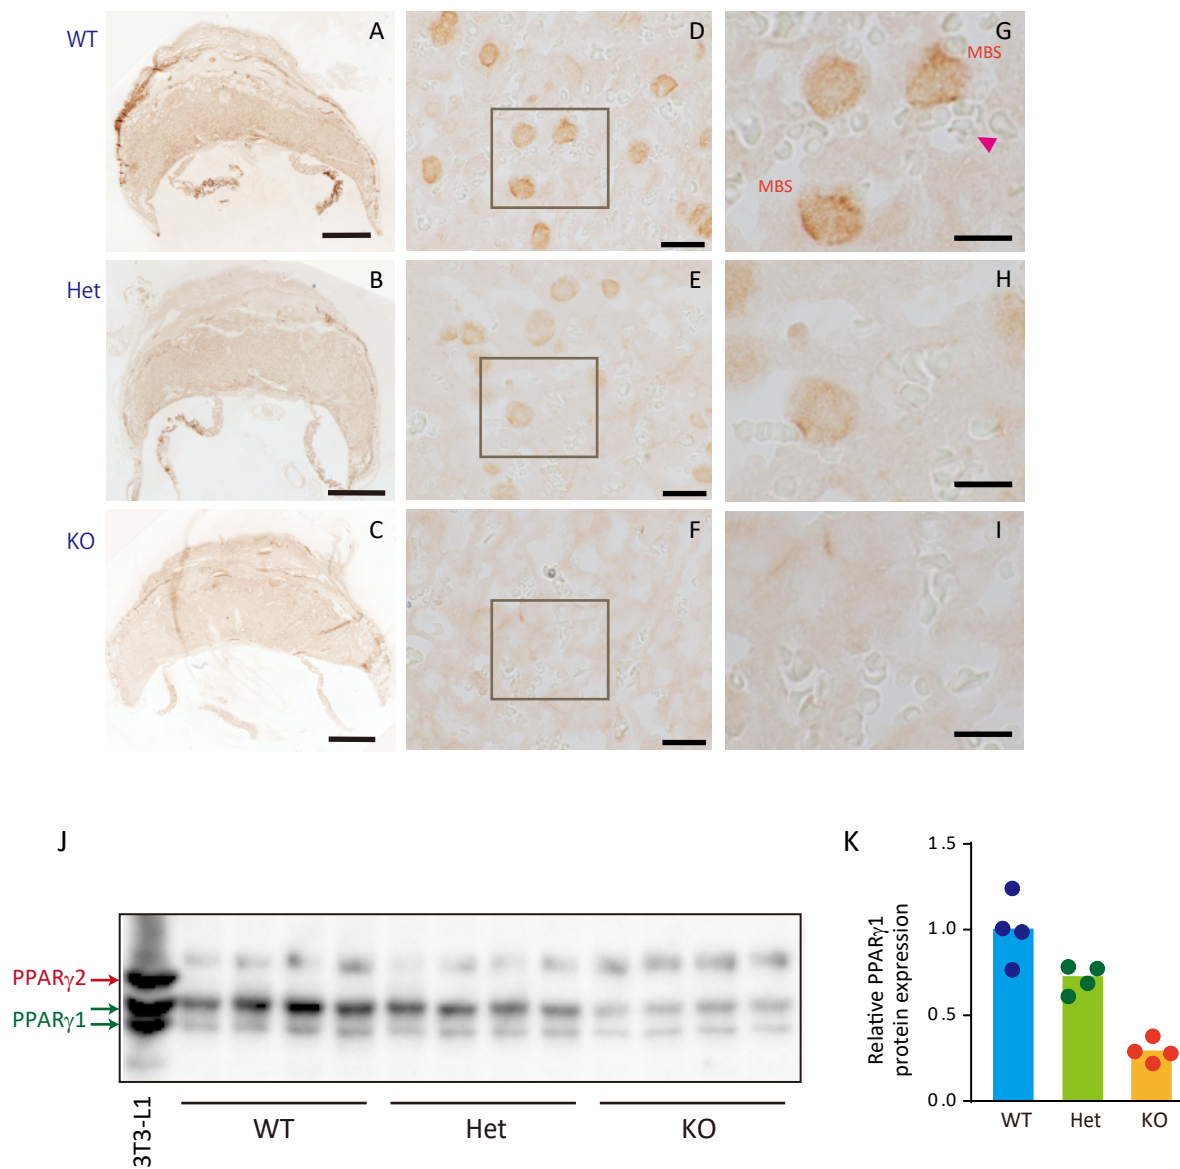 WT
A
D
G
MBS
MBS
Het
B
E
H
KO
C
F
I
J
K
PPARγ2
PPARγ1
3T3-L1
WT
Het
KO
Relative PPARγ1
protein expression
1.5
1.0
0.5
0.0
WT
Het
KO